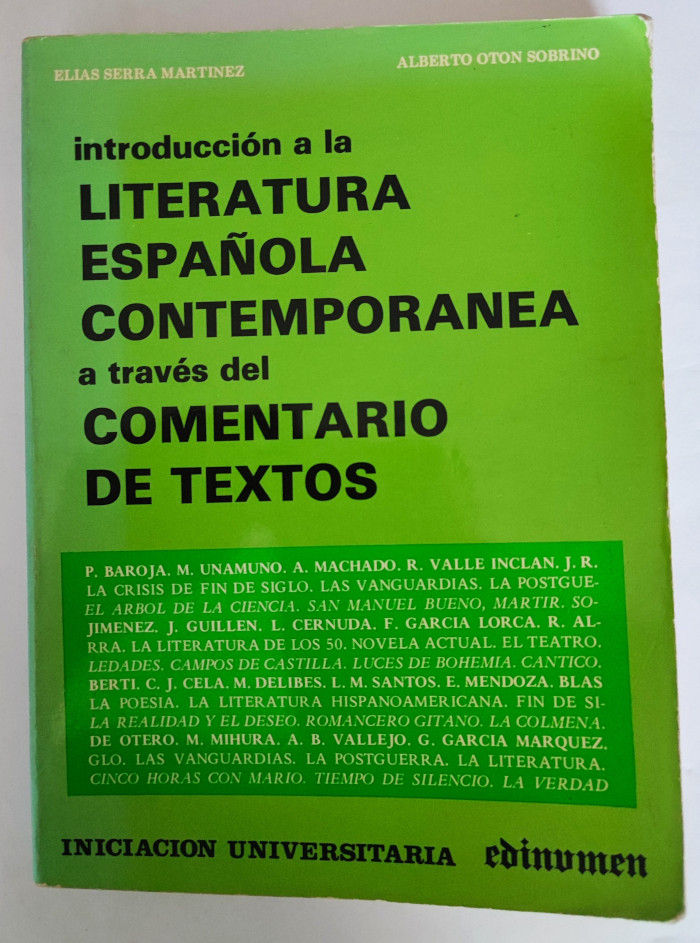 ELIAS SERRA MARTINEZ
ALBERTO OTON SOBRINO
introducción a la
LITERATURA
ESPAÑOLA
CONTEMPORANEA
a través del
COMENTARIO
DE TEXTOS
P. BAROJA. M. UNAMUNO. A. MACHADO. R. VALLE INCLAN. J. R.
LA CRISIS DE FIN DE SIGLO. LAS VANGUARDIAS. LA POSTGUE-
EL ARBOL DE LA CIENCIA. SAN MANUEL BUENO, MARTIR. SO-
JIMENEZ. J. GUILLEN. L. CERNUDA. F. GARCIA LORCA. R. AL-
RRA. LA LITERATURA DE LOS 50. NOVELA ACTUAL. EL TEATRO.
LEDADES. CAMPOS DE CASTILLA. LUCES DE BOHEMIA. CANTICO.
BERTI. C. J. CELA. M. DELIBES. L. M. SANTOS. E. MENDOZA. BLAS
LA POESIA. LA LITERATURA HISPANOAMERICANA. FIN DE SI-
LA REALIDAD Y EL DESEO. ROMANCERO GITANO. LA COLMENA.
DE OTERO. M. MIHURA. A. B. VALLEJO. G. GARCIA MARQUEZ.
GLO. LAS VANGUARDIAS. LA POSTGUERRA. LA LITERATURA.
CINCO HORAS CON MARIO. TIEMPO DE SILENCIO. LA VERDAD
INICIACION UNIVERSITARIA edinumen